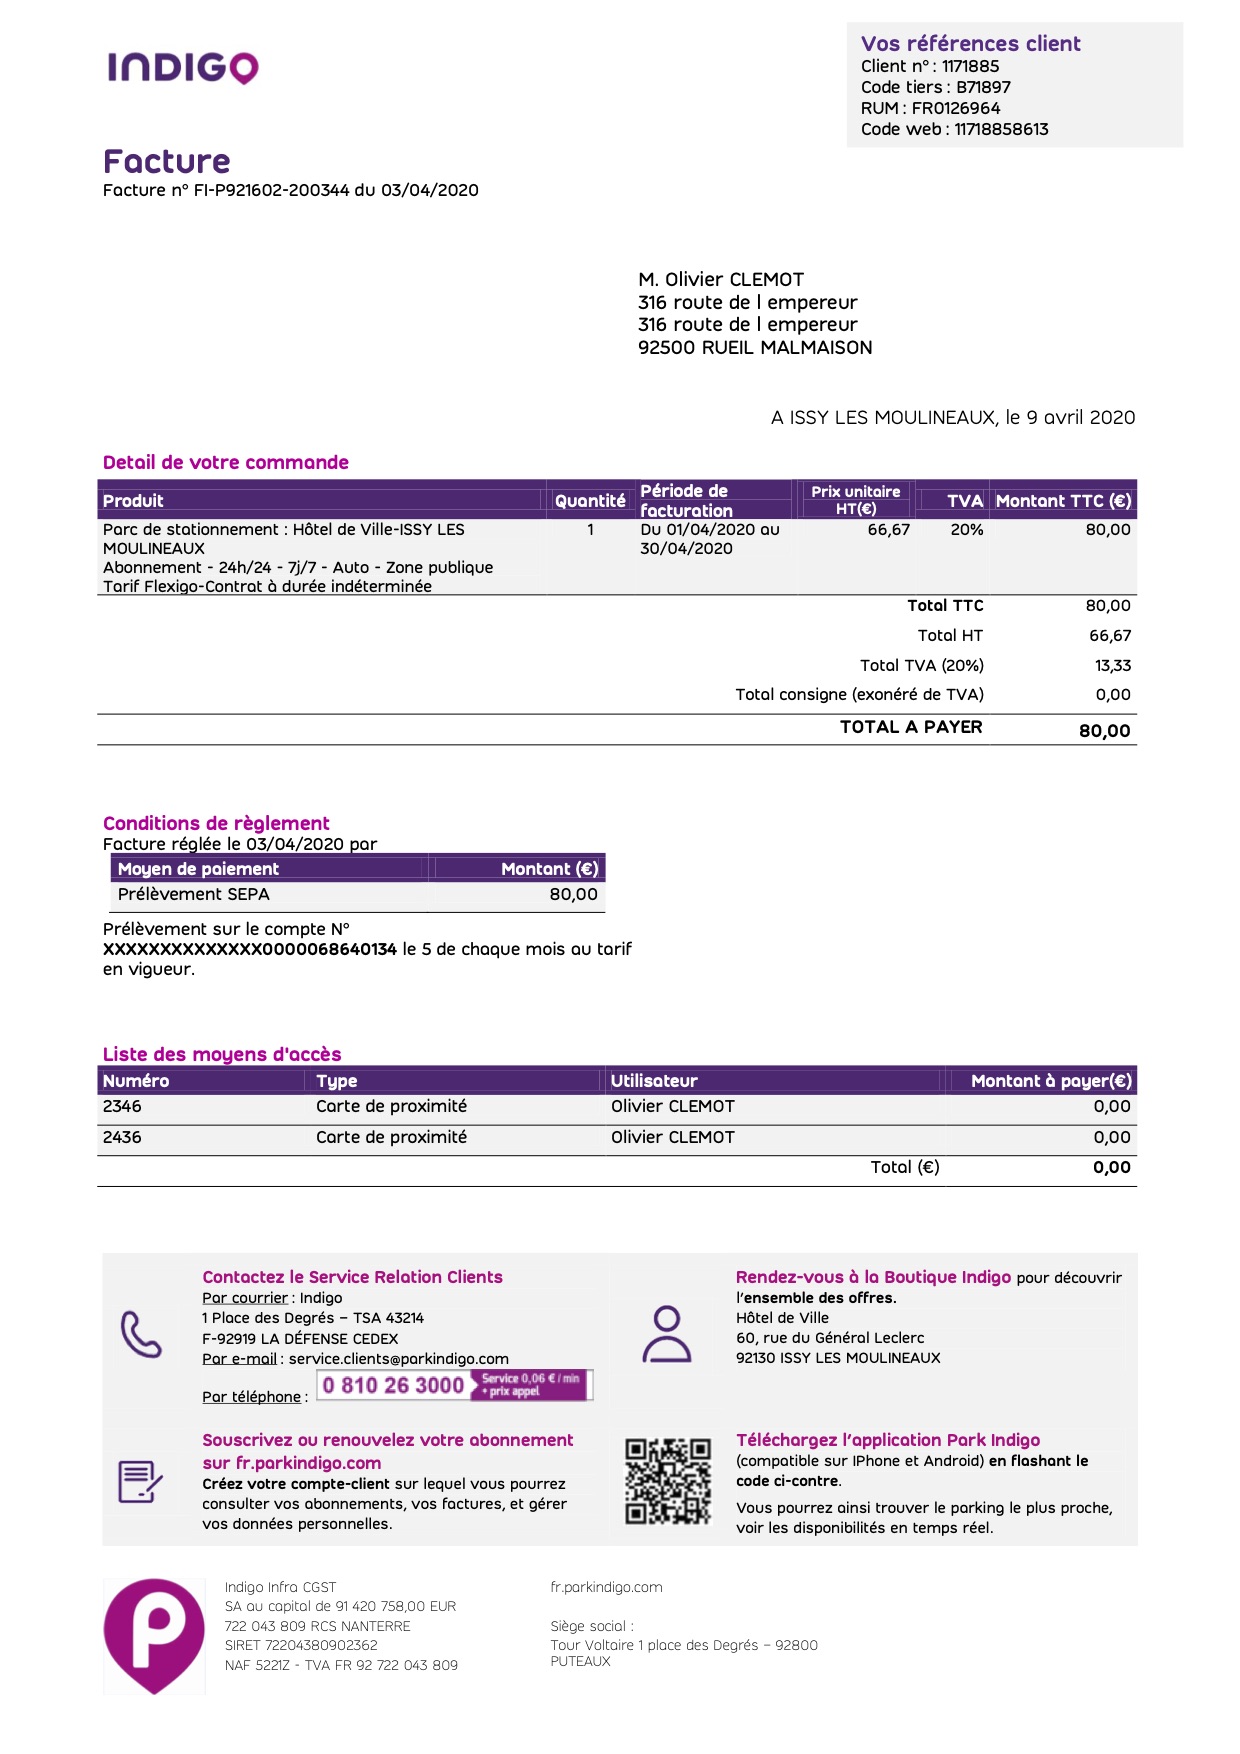 INDIGO
Vos références client
Client n° : 1171885
Code tiers : B71897
RUM : FR0126964
Code web : 11718858613
Facture
Facture n° FI-P921602-200344 du 03/04/2020
M. Olivier CLEMOT
316 route de l empereur
316 route de l empereur
92500 RUEIL MALMAISON
A ISSY LES MOULINEAUX, le 9 avril 2020
Detail de votre commande
Produit Quantité Période de facturation Prix unitaire HT(€) TVA Montant TTC (€)
Parc de stationnement : Hôtel de Ville-ISSY LES 1 Du 01/04/2020 au 66,67 20% 80,00
MOULINEAUX 30/04/2020
Abonnement - 24h/24 - 7j/7 - Auto - Zone publique
Tarif Flexigo-Contrat à durée indéterminée
Total TTC 80,00
Total HT 66,67
Total TVA (20%) 13,33
Total consigne (exonéré de TVA) 0,00
TOTAL A PAYER 80,00
Conditions de règlement
Facture réglée le 03/04/2020 par
Moyen de paiement Montant (€)
Prélèvement SEPA 80,00
Prélèvement sur le compte N°
XXXXXXXXXXXXXX0000068640134 le 5 de chaque mois au tarif
en vigueur.
Liste des moyens d'accès
Numéro Type Utilisateur Montant à payer(€)
2346 Carte de proximité Olivier CLEMOT 0,00
2436 Carte de proximité Olivier CLEMOT 0,00
Total (€) 0,00
Contactez le Service Relation Clients
Par courrier : Indigo
1 Place des Degrés – TSA 43214
F-92919 LA DÉFENSE CEDEX
Par e-mail : service.clients@parkindigo.com
Par téléphone : 0 810 26 3000 Service 0,06 € / min
+ prix appel
Rendez-vous à la Boutique Indigo pour découvrir
l’ensemble des offres.
Hôtel de Ville
60, rue du Général Leclerc
92130 ISSY LES MOULINEAUX
Souscrivez ou renouvelez votre abonnement
sur fr.parkindigo.com
Créez votre compte-client sur lequel vous pourrez
consulter vos abonnements, vos factures, et gérer
vos données personnelles.
Téléchargez l’application Park Indigo
(compatible sur IPhone et Android) en flashant le
code ci-contre.
Vous pourrez ainsi trouver le parking le plus proche,
voir les disponibilités en temps réel.
P
Indigo Infra CGST
SA au capital de 91 420 758,00 EUR
722 043 809 RCS NANTERRE
SIRET 72204380902362
NAF 5221Z - TVA FR 92 722 043 809
fr.parkindigo.com
Siège social :
Tour Voltaire 1 place des Degrés – 92800
PUTEAUX